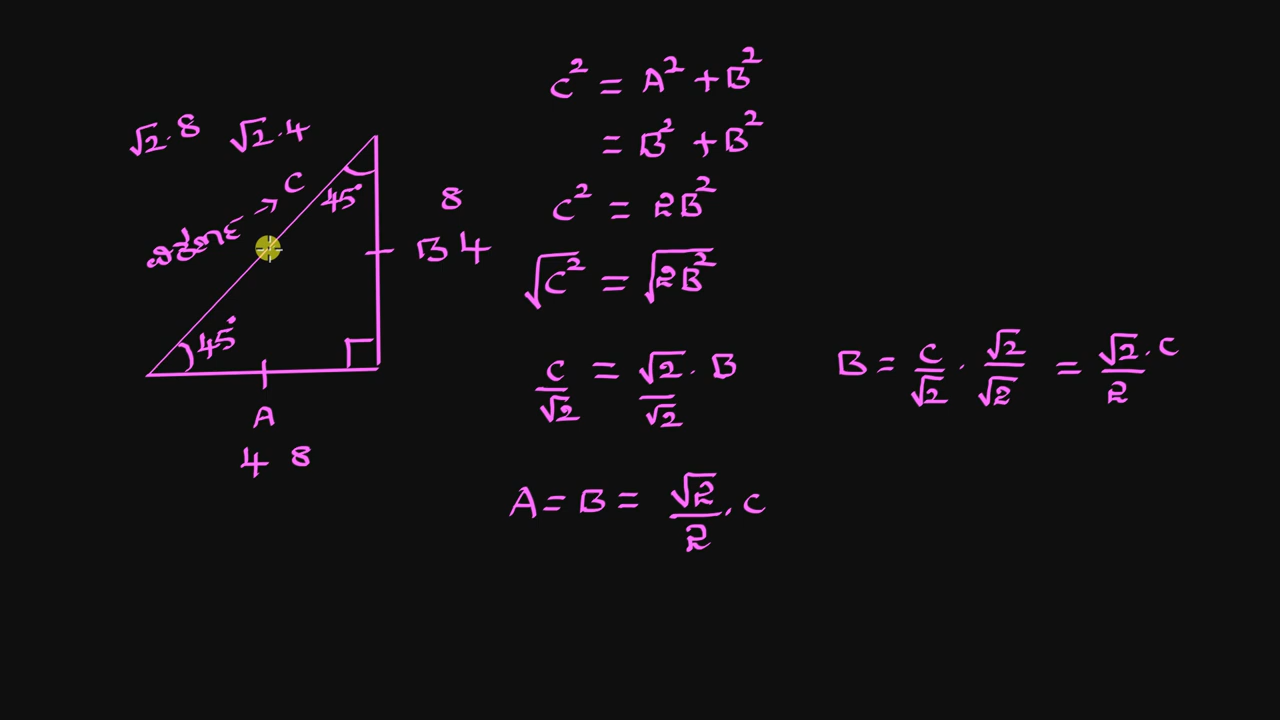 √2·8 √2·4
C
45°
8
B 4
45°
A
4 8
C² = A² + B²
= B² + B²
C² = 2B²
√C² = √2B²
C/√2 = √2·B/√2
B = C/√2 · √2/√2 = √2/2 · C
A = B = √2/2 · C